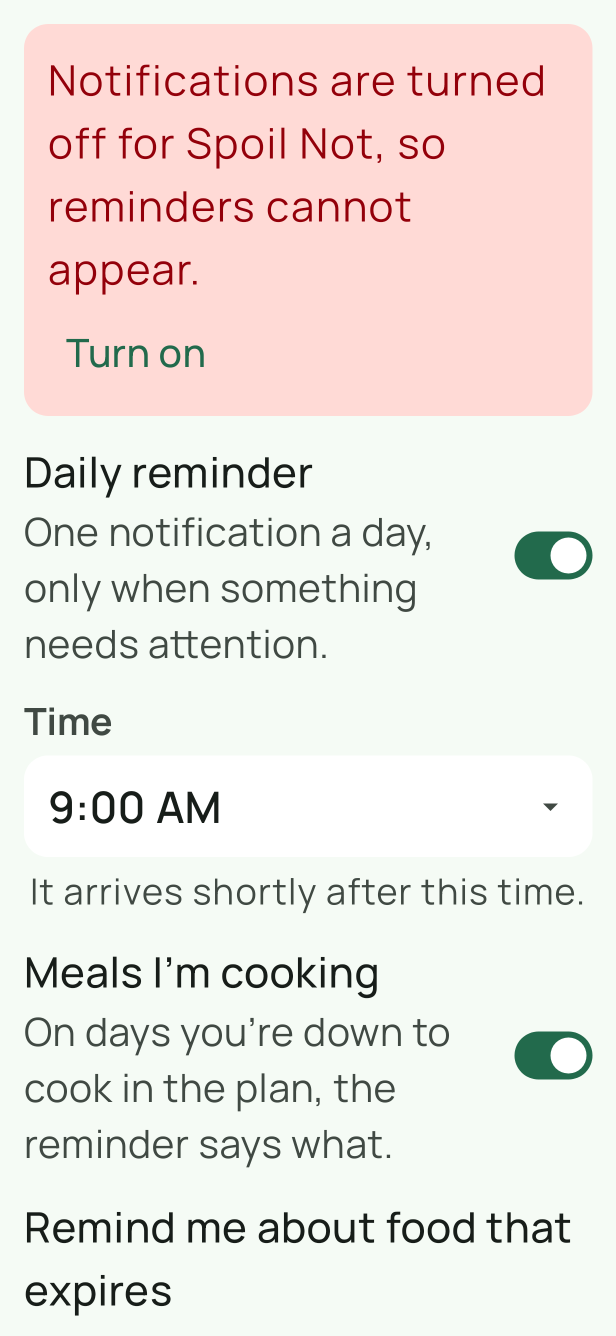 Notifications are turned
off for Spoil Not, so
reminders cannot
appear.
Turn on
Daily reminder
One notification a day,
only when something
needs attention.
Time
9:00 AM
It arrives shortly after this time.
Meals I’m cooking
On days you’re down to
cook in the plan, the
reminder says what.
Remind me about food that
expires